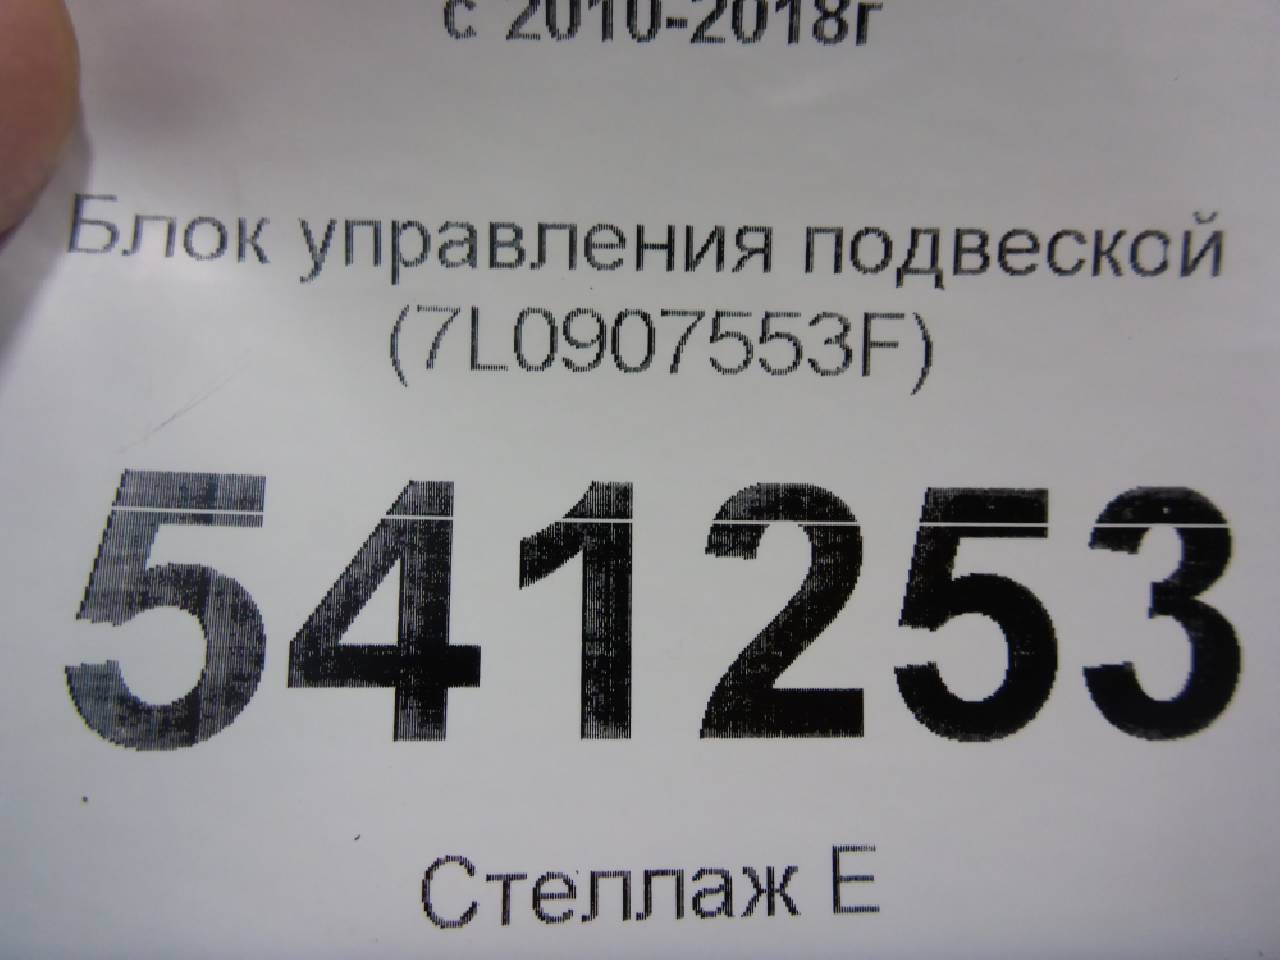 с 2010-2018г
Блок управления подвеской
(7L0907553F)
541253
Стеллаж Е